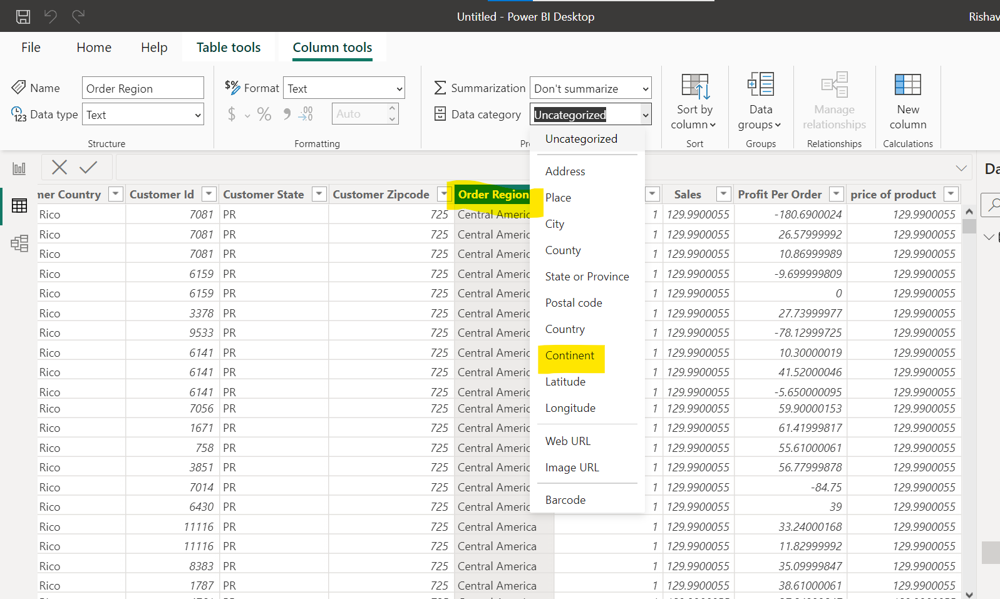 Untitled - Power BI Desktop
Rishav
File Home Help Table tools Column tools
Name Order Region
Data type Text
Structure
$% Format Text
$ % 9 .00 Auto
Formatting
Summarization Don't summarize
Data category Uncategorized
Sort by column
Sort
Data groups
Groups
Manage relationships
Relationships
New column
Calculations
Uncategorized
Address
Place
City
County
State or Province
Postal code
Country
Continent
Latitude
Longitude
Web URL
Image URL
Barcode
Da
mer Country Customer Id Customer State Customer Zipcode Order Region Sales Profit Per Order price of product
Rico 7081 PR 725 Central Americ 1 129.9900055 -180.6900024 129.9900055
Rico 7081 PR 725 Central Americ 1 129.9900055 26.57999992 129.9900055
Rico 7081 PR 725 Central Americ 1 129.9900055 10.86999989 129.9900055
Rico 6159 PR 725 Central Americ 1 129.9900055 -9.699999809 129.9900055
Rico 6159 PR 725 Central Americ 1 129.9900055 0 129.9900055
Rico 3378 PR 725 Central Americ 1 129.9900055 27.73999977 129.9900055
Rico 9533 PR 725 Central Americ 1 129.9900055 -78.12999725 129.9900055
Rico 6141 PR 725 Central Americ 1 129.9900055 10.30000019 129.9900055
Rico 6141 PR 725 Central Americ 1 129.9900055 41.52000046 129.9900055
Rico 6141 PR 725 Central Americ 1 129.9900055 -5.650000095 129.9900055
Rico 7056 PR 725 Central Americ 1 129.9900055 59.90000153 129.9900055
Rico 1671 PR 725 Central Americ 1 129.9900055 61.41999817 129.9900055
Rico 758 PR 725 Central Americ 1 129.9900055 55.61000061 129.9900055
Rico 3851 PR 725 Central Americ 1 129.9900055 56.77999878 129.9900055
Rico 7014 PR 725 Central Americ 1 129.9900055 -84.75 129.9900055
Rico 6430 PR 725 Central Americ 1 129.9900055 39 129.9900055
Rico 11116 PR 725 Central America 1 129.9900055 33.24000168 129.9900055
Rico 11116 PR 725 Central America 1 129.9900055 11.82999992 129.9900055
Rico 8383 PR 725 Central America 1 129.9900055 35.09999847 129.9900055
Rico 1787 PR 725 Central America 1 129.9900055 38.61000061 129.9900055